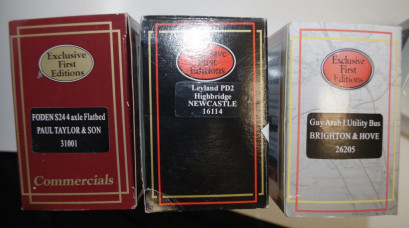 Exclusive
First
Editions
FODEN S24 4 axle Flatbed
PAUL TAYLOR & SON
31001
Commercials
Exclusive
First
Editions
Leyland PD2
Highbridge
NEWCASTLE
16114
Exclusive
First
Editions
Guy Arab I Utility Bus
BRIGHTON & HOVE
26205